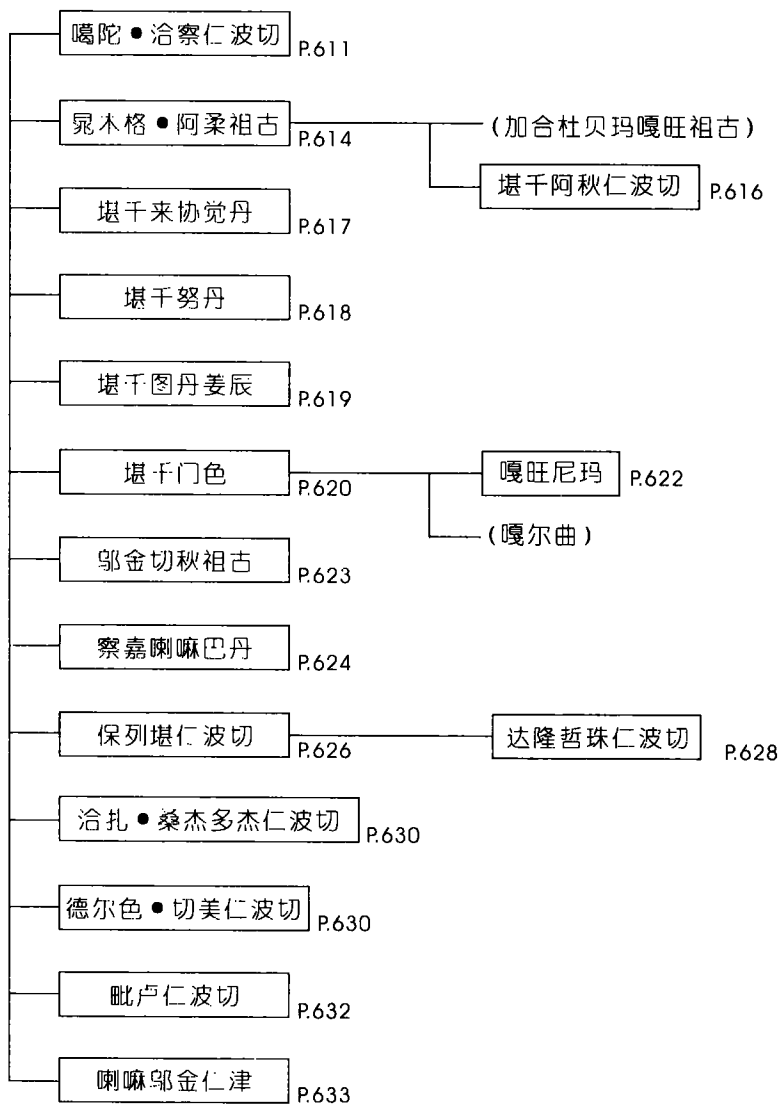 噶陀●洽察仁波切 P.611
晁木格●阿柔祖古 P.614 (加合杜贝玛嘎旺祖古)
堪千阿秋仁波切 P.616
堪千来协觉丹 P.617
堪千努丹 P.618
堪千图丹姜辰 P.619
堪千门色 P.620 嘎旺尼玛 P.622
(嘎尔曲)
邬金切秋祖古 P.623
察嘉喇嘛巴丹 P.624
保列堪仁波切 P.626 达隆哲珠仁波切 P.628
洽扎●桑杰多杰仁波切 P.630
德尔色●切美仁波切 P.630
毗卢仁波切 P.632
喇嘛邬金仁津 P.633